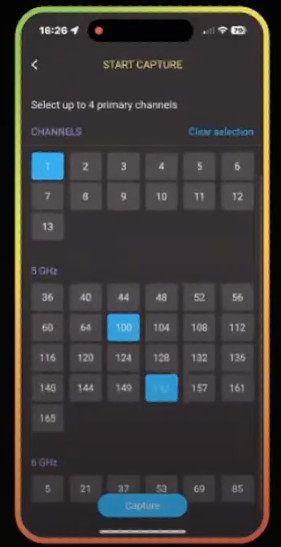 16:26
START CAPTURE
Select up to 4 primary channels
CHANNELS Clear selection
1 2 3 4 5 6
7 8 9 10 11 12
13
5 GHz
36 40 44 48 52 56
60 64 100 104 108 112
116 120 124 128 132 136
140 144 149 157 161
165
6 GHz
5 21 37 53 69 85
Capture